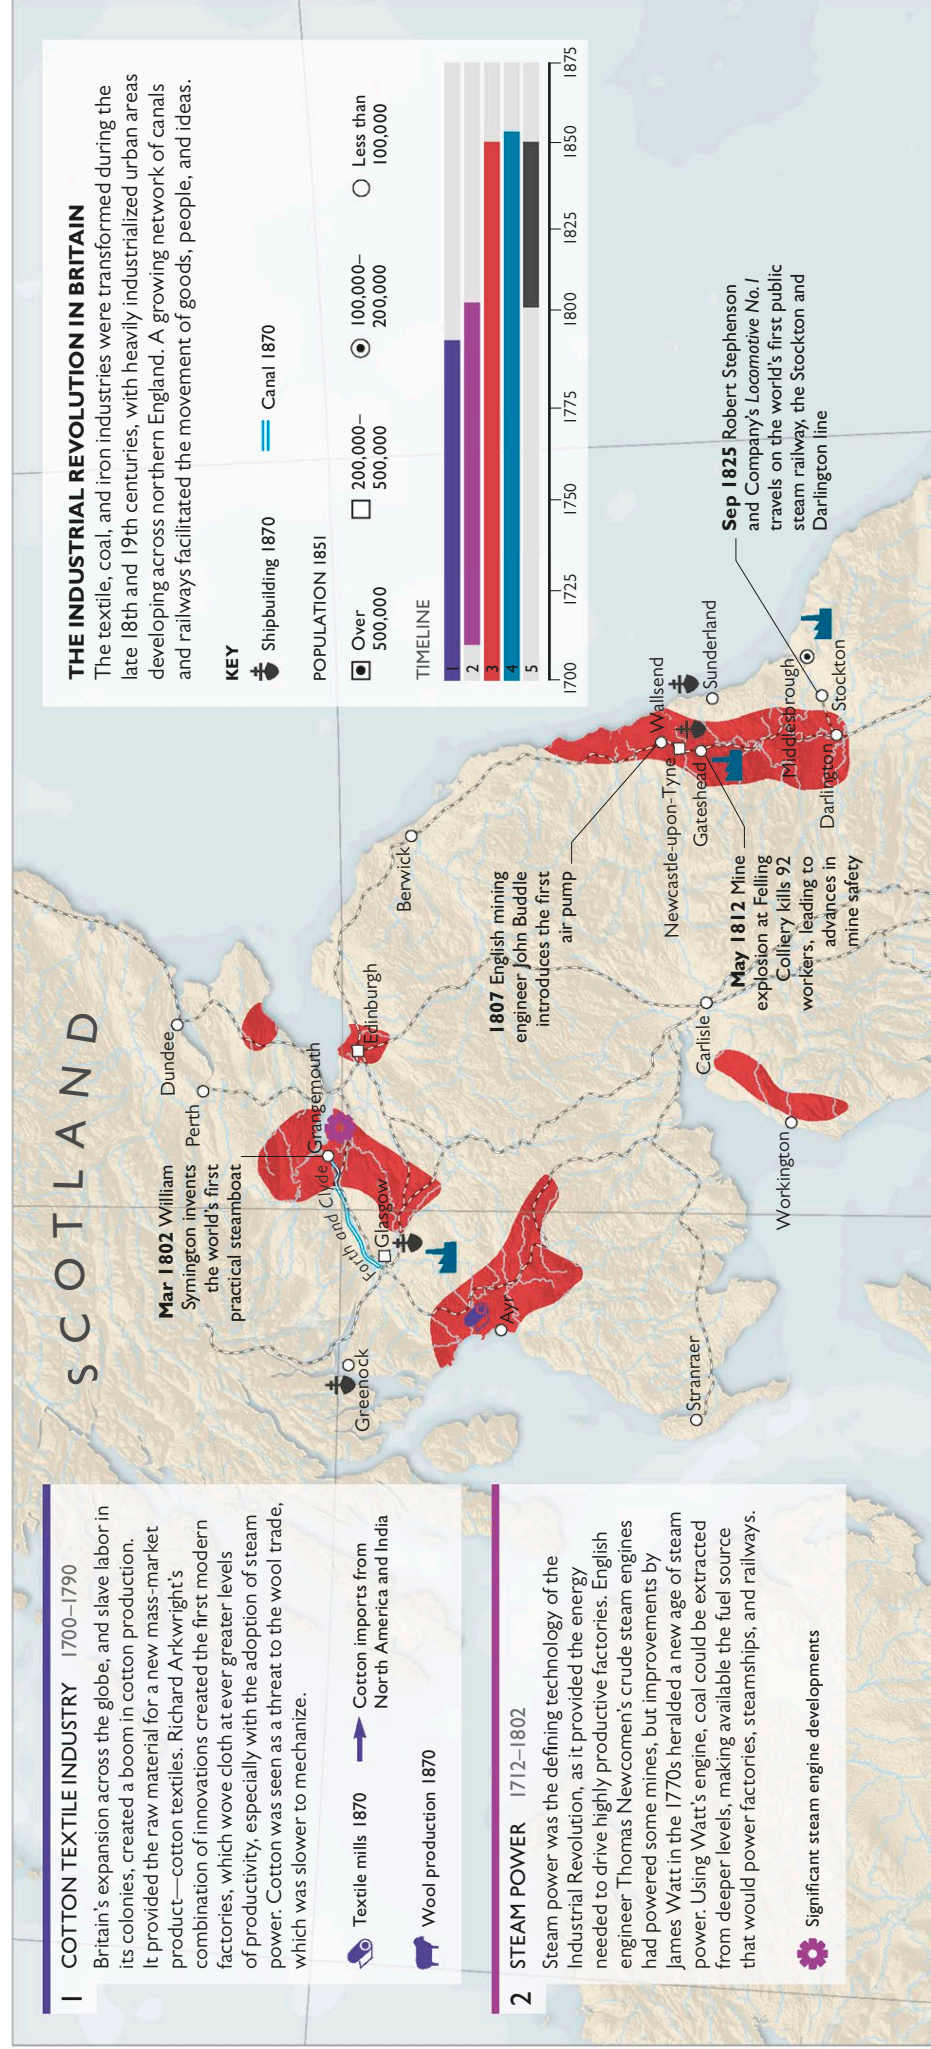 THE INDUSTRIAL REVOLUTION IN BRITAIN
The textile, coal, and iron industries were transformed during the
late 18th and 19th centuries, with heavily industrialized urban areas
developing across northern England. A growing network of canals
and railways facilitated the movement of goods, people, and ideas.
KEY
Shipbuilding 1870
Canal 1870
POPULATION 1851
Over
500,000
200,000–
500,000
100,000–
200,000
Less than
100,000
TIMELINE
1
2
3
4
5
1700
1725
1750
1775
1800
1825
1850
1875
SCOTLAND
Mar 1802 William
Symington invents
the world's first
practical steamboat
Dundee
Perth
Grangemouth
Forth and Clyde
Edinburgh
Glasgow
Greenock
Ayr
Berwick
Stranraer
Carlisle
Workington
1807 English mining
engineer John Buddle
introduces the first
air pump
Wallsend
Newcastle-upon-Tyne
Gateshead
Sunderland
May 1812 Mine
explosion at Felling
Colliery kills 92
workers, leading to
advances in
mine safety
Sep 1825 Robert Stephenson
and Company's Locomotive No.1
travels on the world's first public
steam railway, the Stockton and
Darlington line
Middlesbrough
Stockton
Darlington
1 COTTON TEXTILE INDUSTRY 1700–1790
Britain's expansion across the globe, and slave labor in
its colonies, created a boom in cotton production.
It provided the raw material for a new mass-market
product—cotton textiles. Richard Arkwright's
combination of innovations created the first modern
factories, which wove cloth at ever greater levels
of productivity, especially with the adoption of steam
power. Cotton was seen as a threat to the wool trade,
which was slower to mechanize.
Textile mills 1870
Cotton imports from
North America and India
Wool production 1870
2 STEAM POWER 1712–1802
Steam power was the defining technology of the
Industrial Revolution, as it provided the energy
needed to drive highly productive factories. English
engineer Thomas Newcomen's crude steam engines
had powered some mines, but improvements by
James Watt in the 1770s heralded a new age of steam
power. Using Watt's engine, coal could be extracted
from deeper levels, making available the fuel source
that would power factories, steamships, and railways.
Significant steam engine developments